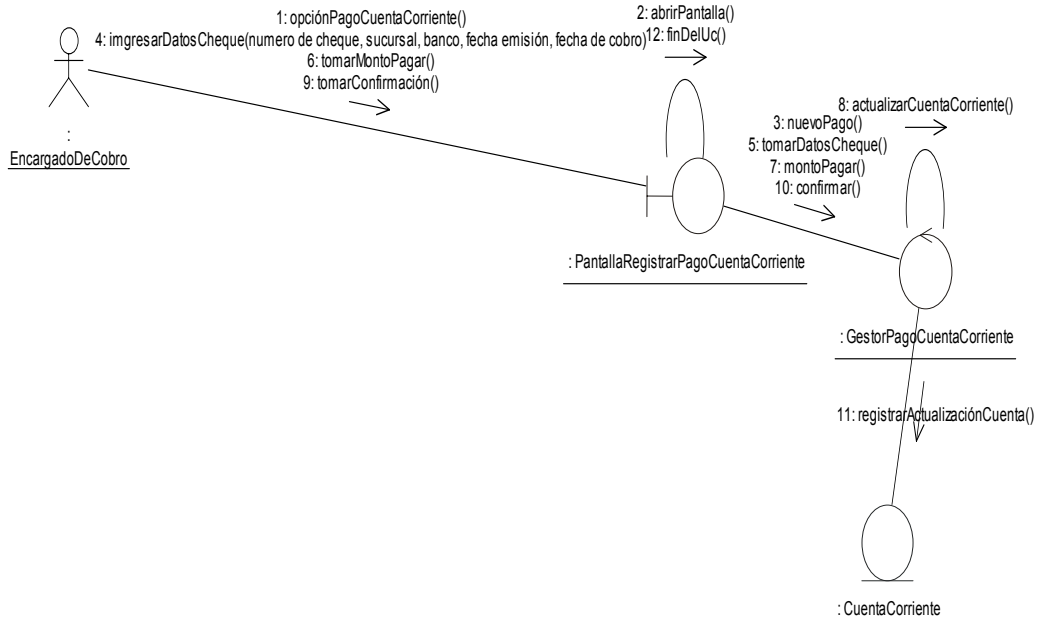 1: opciónPagoCuentaCorriente()
4: imgresarDatosCheque(numero de cheque, sucursal, banco, fecha emisión, fecha de cobro)
6: tomarMontoPagar()
9: tomarConfirmación()
2: abrirPantalla()
12: finDelUc()
8: actualizarCuentaCorriente()
3: nuevoPago()
5: tomarDatosCheque()
7: montoPagar()
10: confirmar()
:
EncargadoDeCobro
: PantallaRegistrarPagoCuentaCorriente
: GestorPagoCuentaCorriente
11: registrarActualizaciónCuenta()
: CuentaCorriente